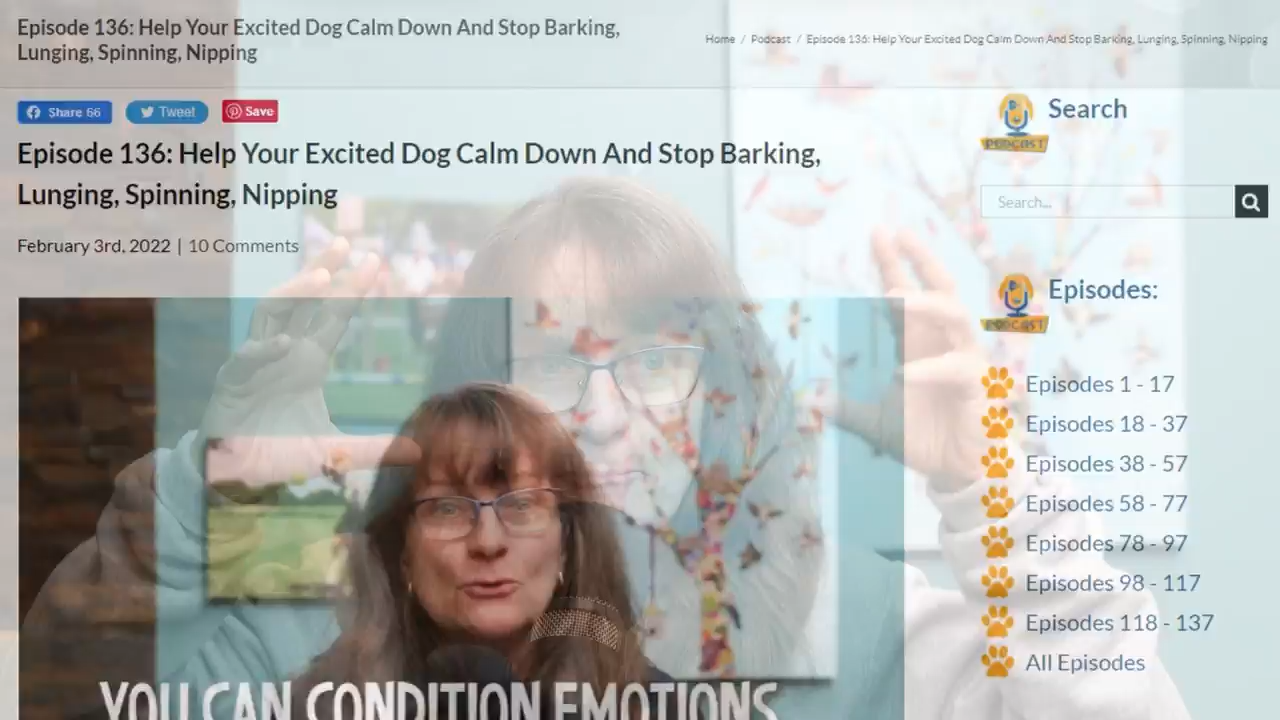 Episode 136: Help Your Excited Dog Calm Down And Stop Barking,
Lunging, Spinning, Nipping
Home / Podcast / Episode 136: Help Your Excited Dog Calm Down And Stop Barking, Lunging, Spinning, Nipping
Share 66
Tweet
Save
Episode 136: Help Your Excited Dog Calm Down And Stop Barking,
Lunging, Spinning, Nipping
February 3rd, 2022 | 10 Comments
YOU CAN CONDITION EMOTIONS
PODCAST
Search
Search...
PODCAST
Episodes:
Episodes 1 - 17
Episodes 18 - 37
Episodes 38 - 57
Episodes 58 - 77
Episodes 78 - 97
Episodes 98 - 117
Episodes 118 - 137
All Episodes